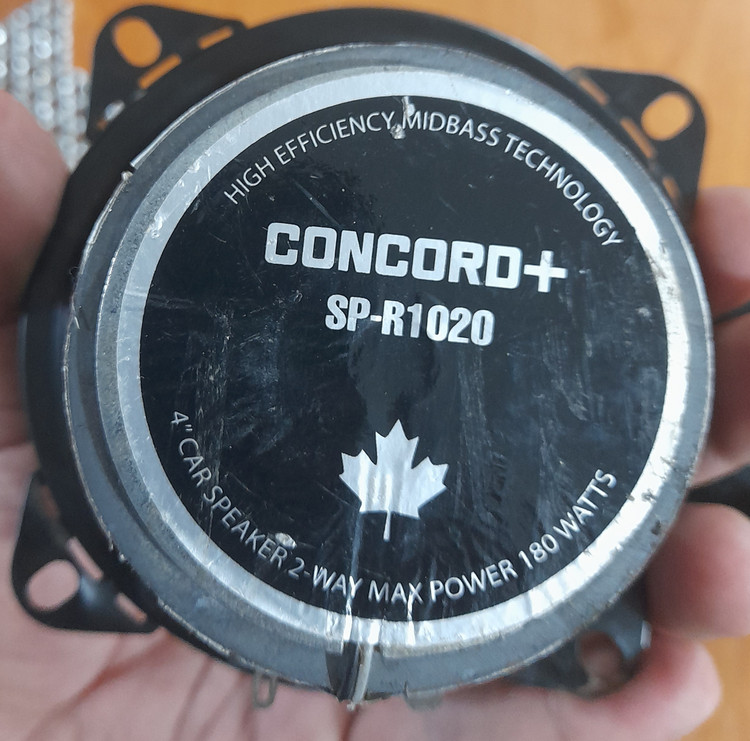 HIGH EFFICIENCY MIDBASS TECHNOLOGY
CONCORD+
SP-R1020
4" CAR SPEAKER 2-WAY MAX POWER 180 WATTS